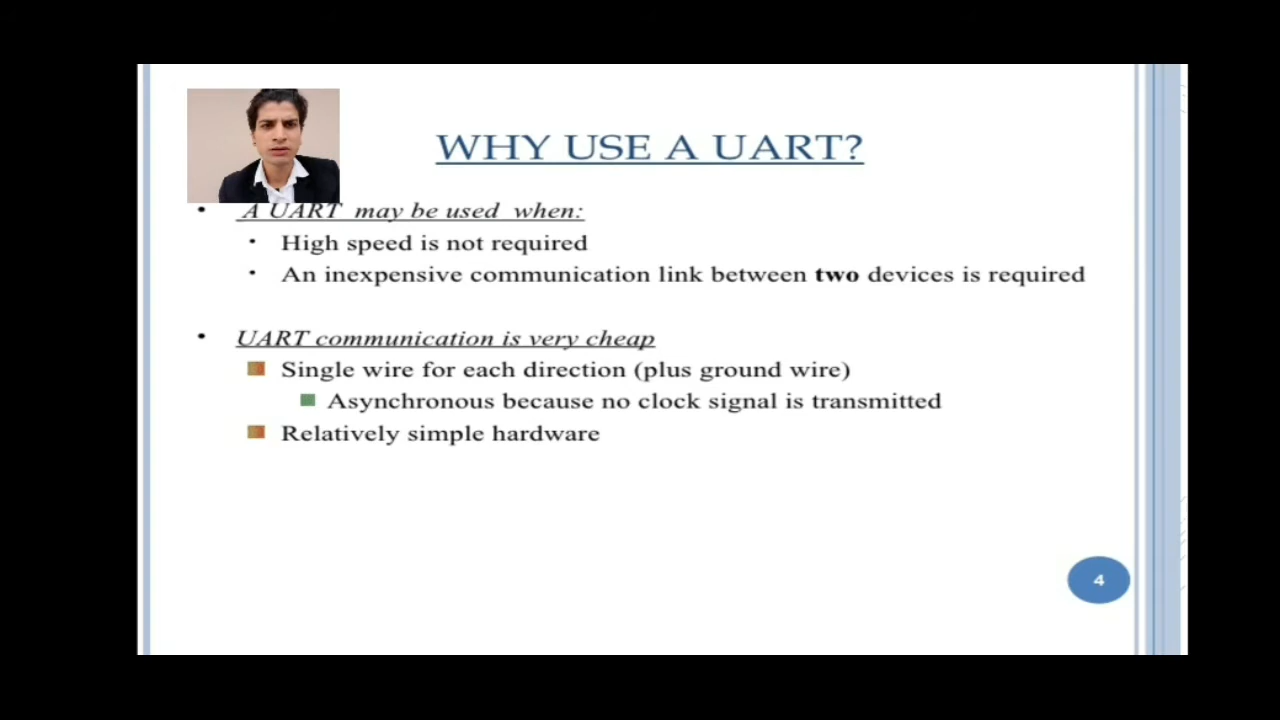 WHY USE A UART?
• A UART may be used when:
• High speed is not required
• An inexpensive communication link between two devices is required
• UART communication is very cheap
Single wire for each direction (plus ground wire)
Asynchronous because no clock signal is transmitted
Relatively simple hardware
4